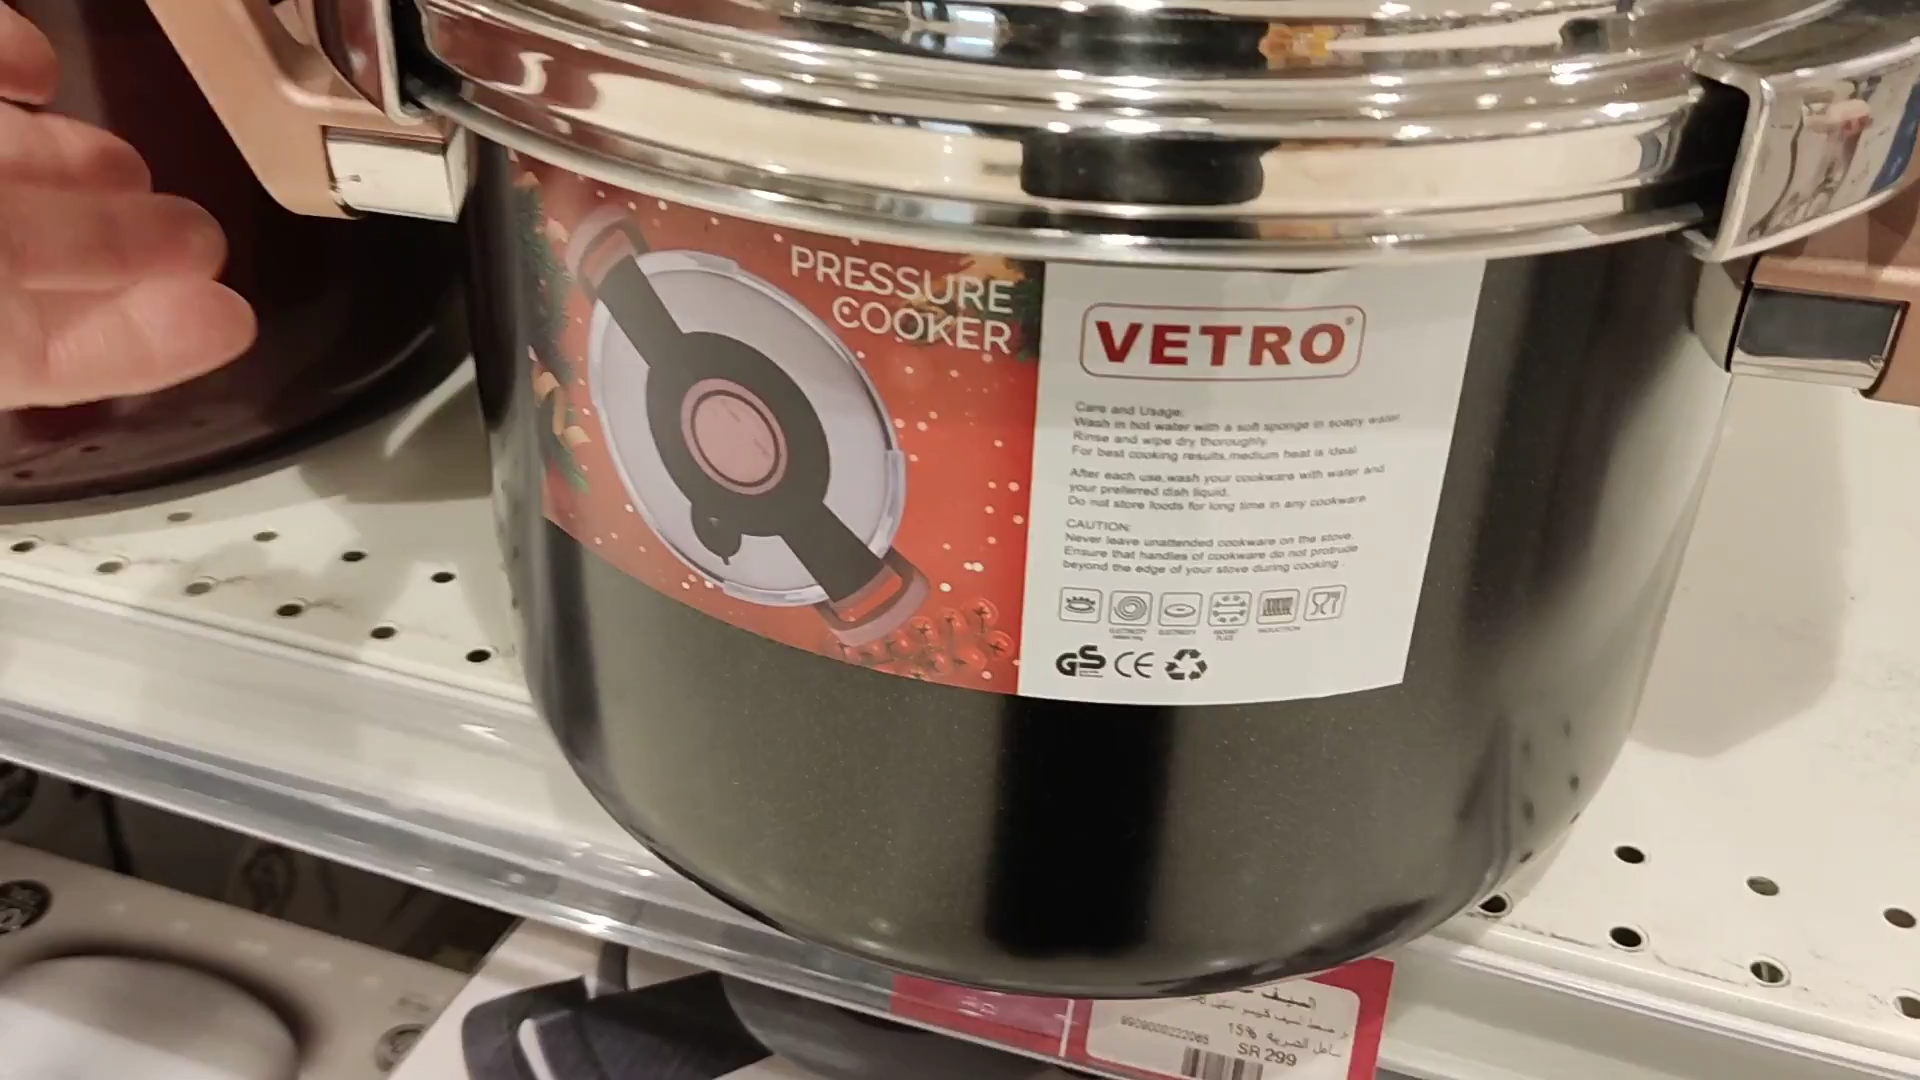 PRESSURE
COOKER
VETRO
Care and Usage:
Wash in hot water with a soft sponge in soapy water
Rinse and wipe dry thoroughly.
For best cooking results, medium heat is ideal
After each use, wash your cookware with water and
your preferred dish liquid.
Do not store foods for long time in any cookware
CAUTION:
Never leave unattended cookware on the stove.
Ensure that handles of cookware do not protrude
beyond the edge of your stove during cooking.
ELECTRICITY
INDUCTION
GS CE
شامل الضريبة 15%
SR 299